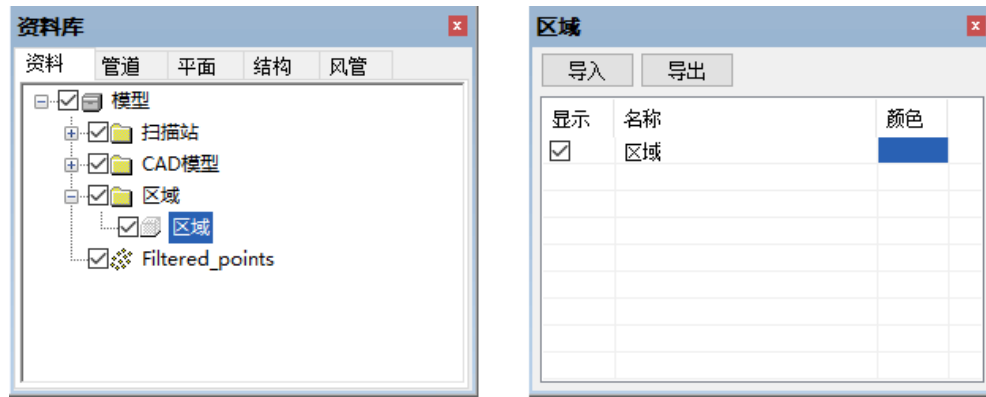 资料库
资料 管道 平面 结构 风管
模型
扫描站
CAD模型
区域
区域
Filtered_points
区域
导入 导出
显示 名称 颜色
区域